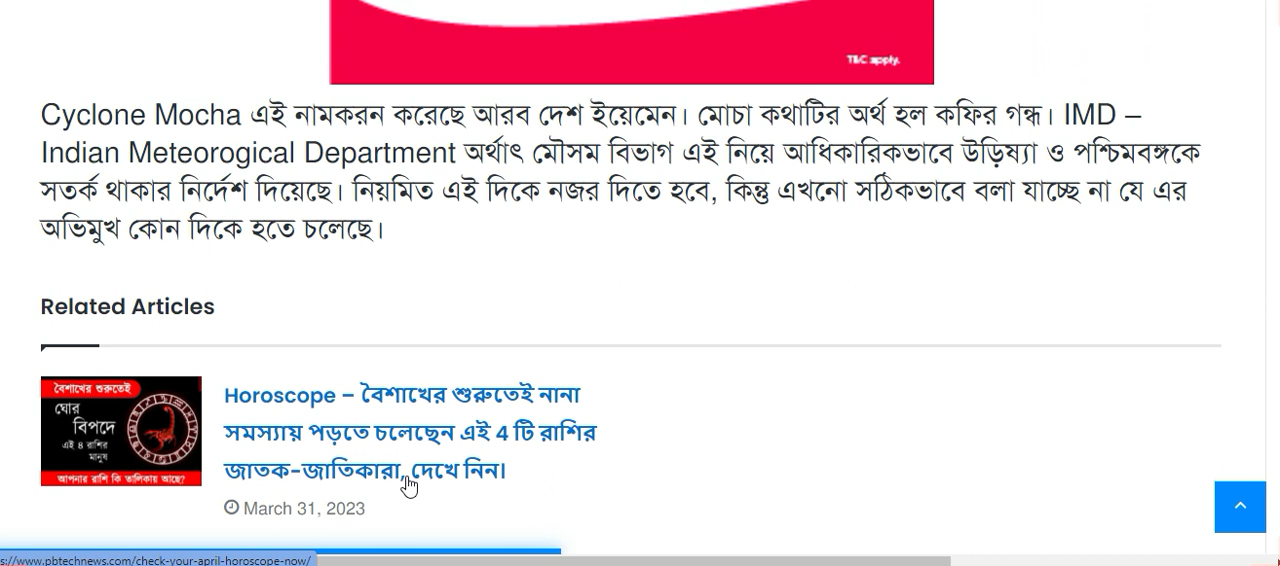 T&C apply.
Cyclone Mocha এই নামকরন করেছে আরব দেশ ইয়েমেন। মোচা কথাটির অর্থ হল কফির গন্ধ। IMD –
Indian Meteorogical Department অর্থাৎ মৌসম বিভাগ এই নিয়ে আধিকারিকভাবে উড়িষ্যা ও পশ্চিমবঙ্গকে
সতর্ক থাকার নির্দেশ দিয়েছে। নিয়মিত এই দিকে নজর দিতে হবে, কিন্তু এখনো সঠিকভাবে বলা যাচ্ছে না যে এর
অভিমুখ কোন দিকে হতে চলেছে।
Related Articles
বৈশাখের শুরুতেই
ঘোর
বিপদে
এই ৪ রাশির
মানুষ
আপনার রাশি কি তালিকায় আছে?
Horoscope – বৈশাখের শুরুতেই নানা
সমস্যায় পড়তে চলেছেন এই 4 টি রাশির
জাতক-জাতিকারা, দেখে নিন।
March 31, 2023
s://www.pbtechnews.com/check-your-april-horoscope-now/